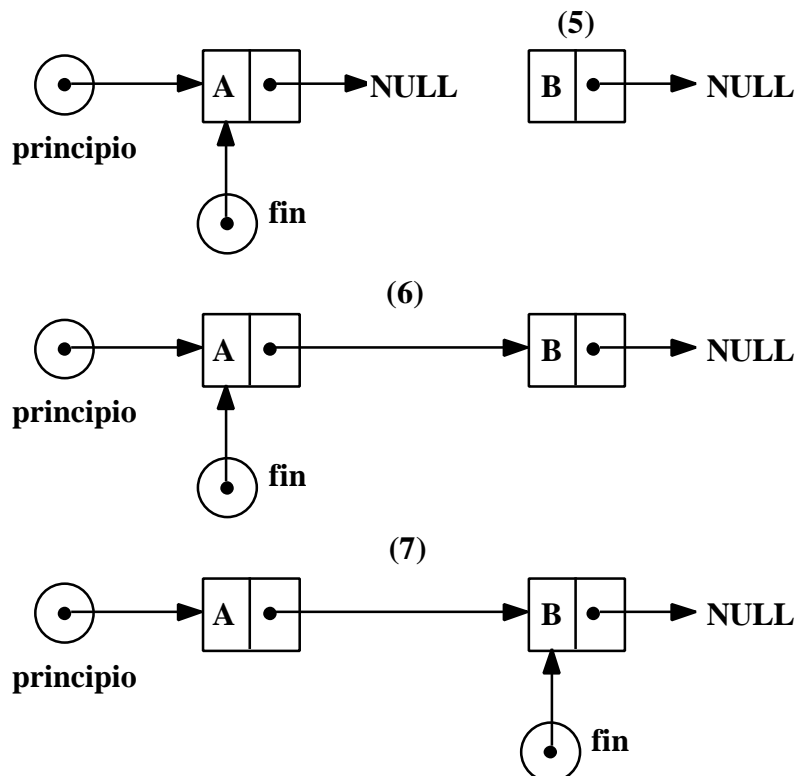 (5)
A NULL B NULL
principio
fin
(6)
A B NULL
principio
fin
(7)
A B NULL
principio
fin